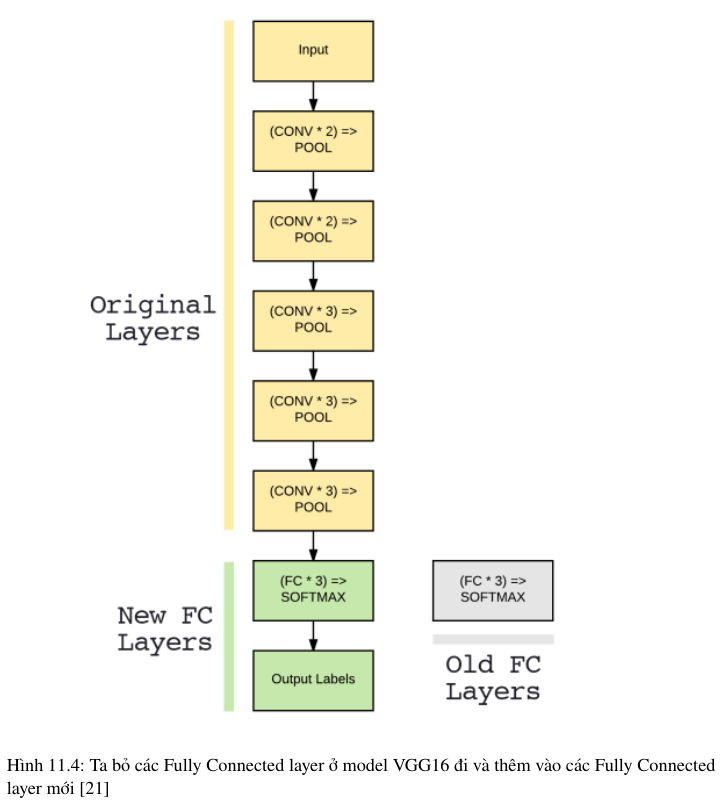 Input
(CONV * 2) =>
POOL
(CONV * 2) =>
POOL
(CONV * 3) =>
POOL
Original
Layers
(CONV * 3) =>
POOL
(CONV * 3) =>
POOL
(FC * 3) =>
SOFTMAX
(FC * 3) =>
SOFTMAX
New FC
Layers
Output Labels
Old FC
Layers
Hình 11.4: Ta bỏ các Fully Connected layer ở model VGG16 đi và thêm vào các Fully Connected
layer mới [21]